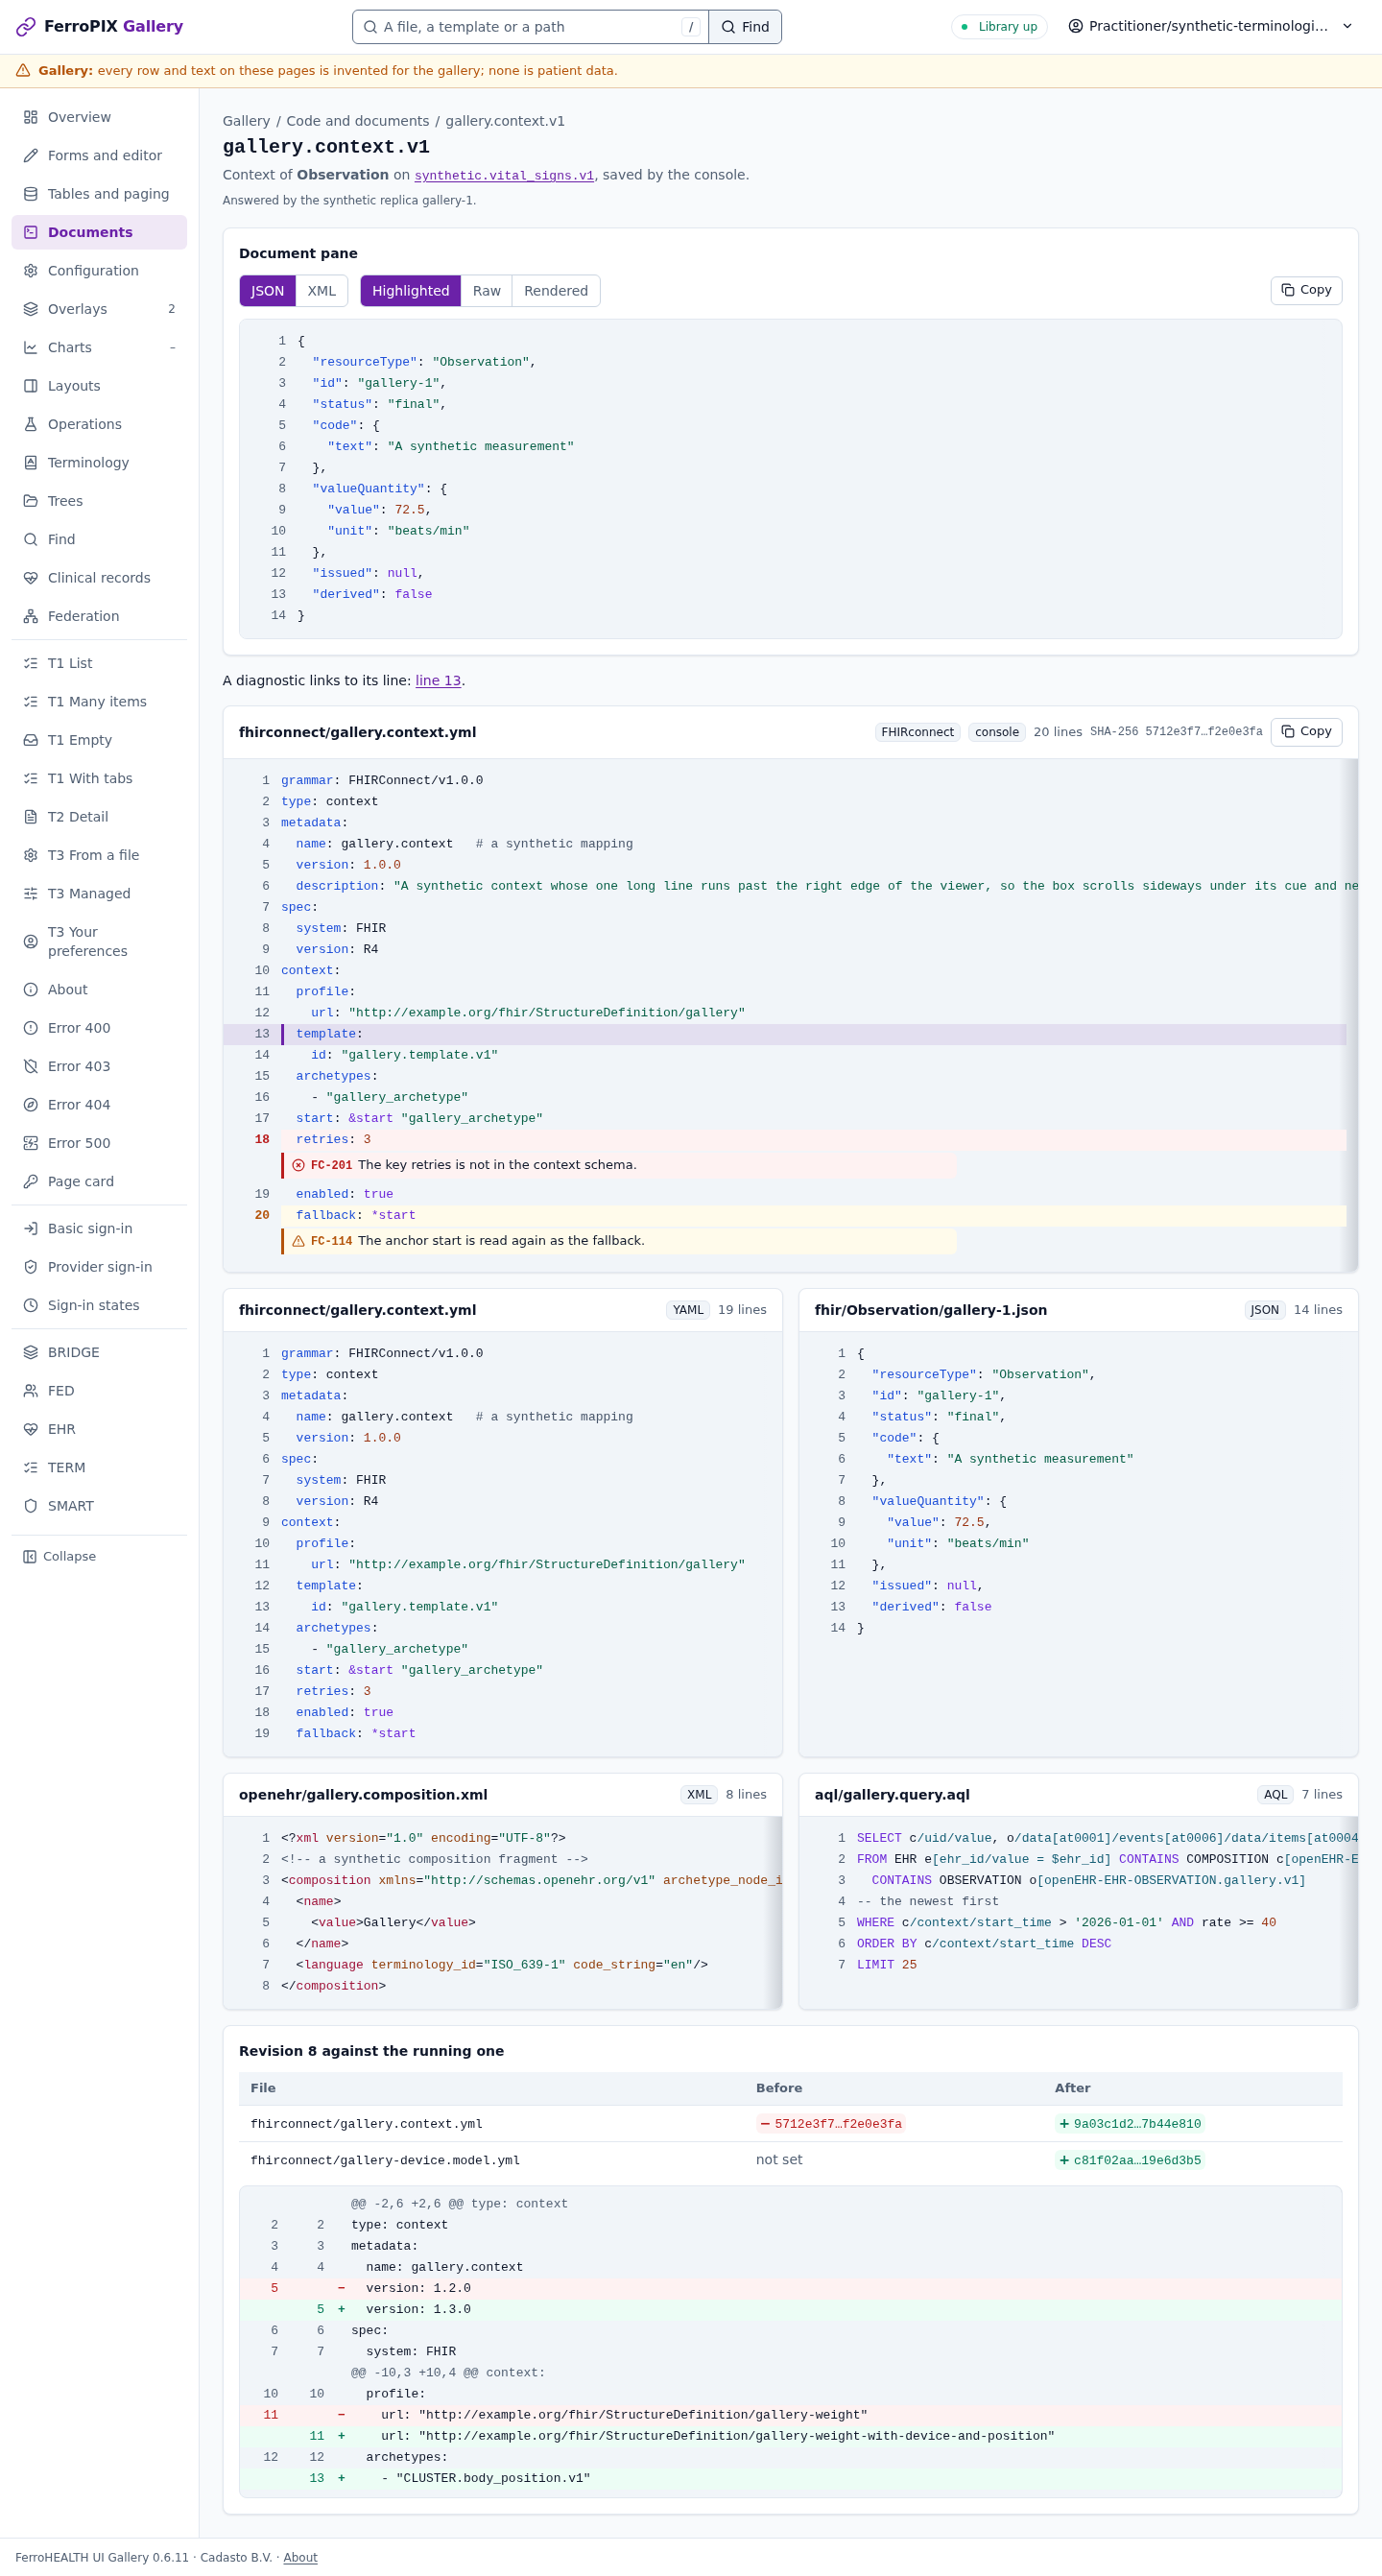 FerroPIX Gallery
A file, a template or a path
/
Find
Library up
Practitioner/synthetic-terminologi...
Gallery: every row and text on these pages is invented for the gallery; none is patient data.
Overview
Forms and editor
Tables and paging
Documents
Configuration
Overlays 2
Charts –
Layouts
Operations
Terminology
Trees
Find
Clinical records
Federation
T1 List
T1 Many items
T1 Empty
T1 With tabs
T2 Detail
T3 From a file
T3 Managed
T3 Your
preferences
About
Error 400
Error 403
Error 404
Error 500
Page card
Basic sign-in
Provider sign-in
Sign-in states
BRIDGE
FED
EHR
TERM
SMART
Collapse
Gallery / Code and documents / gallery.context.v1
gallery.context.v1
Context of Observation on synthetic.vital_signs.v1, saved by the console.
Answered by the synthetic replica gallery-1.
Document pane
JSON XML Highlighted Raw Rendered Copy
1 {
2 "resourceType": "Observation",
3 "id": "gallery-1",
4 "status": "final",
5 "code": {
6 "text": "A synthetic measurement"
7 },
8 "valueQuantity": {
9 "value": 72.5,
10 "unit": "beats/min"
11 },
12 "issued": null,
13 "derived": false
14 }
A diagnostic links to its line: line 13.
fhirconnect/gallery.context.yml FHIRconnect console 20 lines SHA-256 5712e3f7…f2e0e3fa Copy
1 grammar: FHIRConnect/v1.0.0
2 type: context
3 metadata:
4 name: gallery.context # a synthetic mapping
5 version: 1.0.0
6 description: "A synthetic context whose one long line runs past the right edge of the viewer, so the box scrolls sideways under its cue and ne
7 spec:
8 system: FHIR
9 version: R4
10 context:
11 profile:
12 url: "http://example.org/fhir/StructureDefinition/gallery"
13 template:
14 id: "gallery.template.v1"
15 archetypes:
16 - "gallery_archetype"
17 start: &start "gallery_archetype"
18 retries: 3
FC-201 The key retries is not in the context schema.
19 enabled: true
20 fallback: *start
FC-114 The anchor start is read again as the fallback.
fhirconnect/gallery.context.yml YAML 19 lines
1 grammar: FHIRConnect/v1.0.0
2 type: context
3 metadata:
4 name: gallery.context # a synthetic mapping
5 version: 1.0.0
6 spec:
7 system: FHIR
8 version: R4
9 context:
10 profile:
11 url: "http://example.org/fhir/StructureDefinition/gallery"
12 template:
13 id: "gallery.template.v1"
14 archetypes:
15 - "gallery_archetype"
16 start: &start "gallery_archetype"
17 retries: 3
18 enabled: true
19 fallback: *start
fhir/Observation/gallery-1.json JSON 14 lines
1 {
2 "resourceType": "Observation",
3 "id": "gallery-1",
4 "status": "final",
5 "code": {
6 "text": "A synthetic measurement"
7 },
8 "valueQuantity": {
9 "value": 72.5,
10 "unit": "beats/min"
11 },
12 "issued": null,
13 "derived": false
14 }
openehr/gallery.composition.xml XML 8 lines
1 <?xml version="1.0" encoding="UTF-8"?>
2 <!-- a synthetic composition fragment -->
3 <composition xmlns="http://schemas.openehr.org/v1" archetype_node_i
4 <name>
5 <value>Gallery</value>
6 </name>
7 <language terminology_id="ISO_639-1" code_string="en"/>
8 </composition>
aql/gallery.query.aql AQL 7 lines
1 SELECT c/uid/value, o/data[at0001]/events[at0006]/data/items[at0004
2 FROM EHR e[ehr_id/value = $ehr_id] CONTAINS COMPOSITION c[openEHR-E
3 CONTAINS OBSERVATION o[openEHR-EHR-OBSERVATION.gallery.v1]
4 -- the newest first
5 WHERE c/context/start_time > '2026-01-01' AND rate >= 40
6 ORDER BY c/context/start_time DESC
7 LIMIT 25
Revision 8 against the running one
File Before After
fhirconnect/gallery.context.yml − 5712e3f7…f2e0e3fa + 9a03c1d2…7b44e810
fhirconnect/gallery-device.model.yml not set + c81f02aa…19e6d3b5
@@ -2,6 +2,6 @@ type: context
2 2 type: context
3 3 metadata:
4 4 name: gallery.context
5 − version: 1.2.0
5 + version: 1.3.0
6 6 spec:
7 7 system: FHIR
@@ -10,3 +10,4 @@ context:
10 10 profile:
11 − url: "http://example.org/fhir/StructureDefinition/gallery-weight"
11 + url: "http://example.org/fhir/StructureDefinition/gallery-weight-with-device-and-position"
12 12 archetypes:
13 + - "CLUSTER.body_position.v1"
FerroHEALTH UI Gallery 0.6.11 · Cadasto B.V. · About